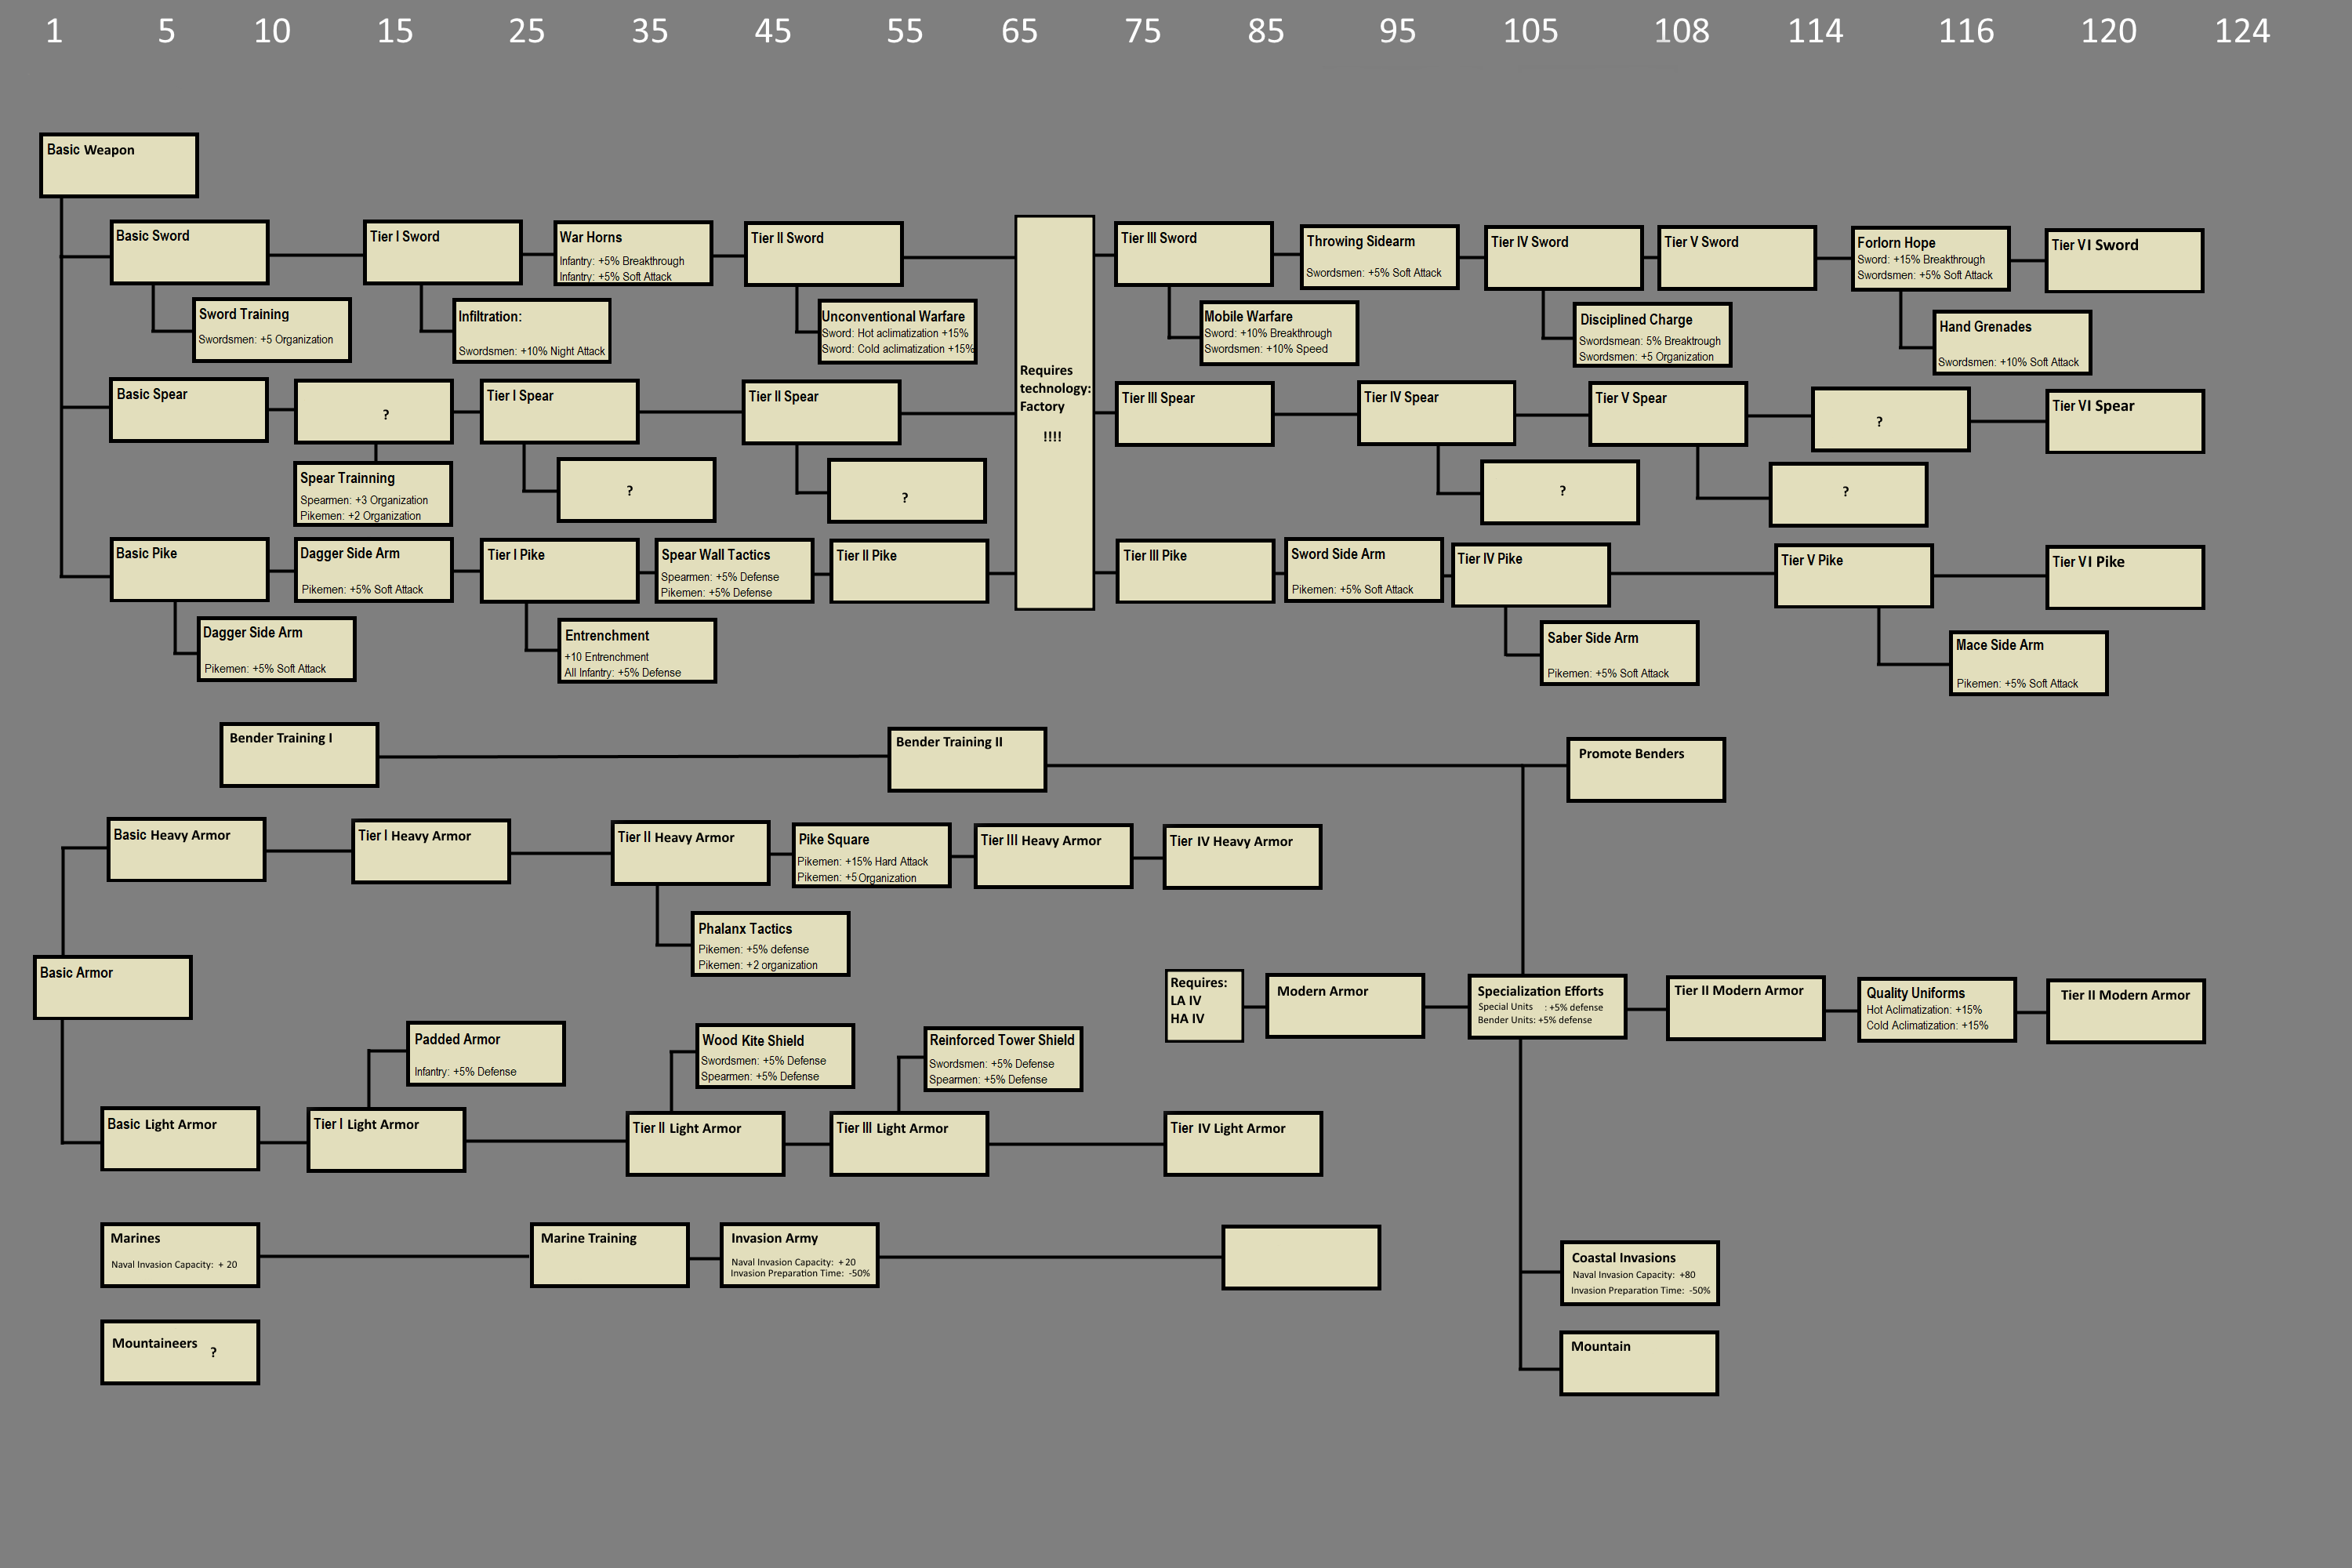 1 5 10 15 25 35 45 55 65 75 85 95 105 108 114 116 120 124
Basic Weapon
Basic Sword
Tier I Sword
War Horns
Infantry: +5% Breakthrough
Infantry: +5% Soft Attack
Tier II Sword
Tier III Sword
Throwing Sidearm
Swordsmen: +5% Soft Attack
Tier IV Sword
Tier V Sword
Forlorn Hope
Sword: +15% Breakthrough
Swordsmen: +5% Soft Attack
Tier VI Sword
Sword Training
Swordsmen: +5 Organization
Infiltration:
Swordsmen: +10% Night Attack
Unconventional Warfare
Sword: Hot aclimatization +15%
Sword: Cold aclimatization +15%
Mobile Warfare
Sword: +10% Breakthrough
Swordsmen: +10% Speed
Disciplined Charge
Swordsmean: 5% Breakthrough
Swordsmen: +5 Organization
Hand Grenades
Swordsmen: +10% Soft Attack
Requires
technology:
Factory
!!!!
Basic Spear
?
Tier I Spear
Tier II Spear
Tier III Spear
Tier IV Spear
Tier V Spear
?
Tier VI Spear
Spear Trainning
Spearmen: +3 Organization
Pikemen: +2 Organization
?
?
?
?
Basic Pike
Dagger Side Arm
Pikemen: +5% Soft Attack
Tier I Pike
Spear Wall Tactics
Spearmen: +5% Defense
Pikemen: +5% Defense
Tier II Pike
Tier III Pike
Sword Side Arm
Pikemen: +5% Soft Attack
Tier IV Pike
Tier V Pike
Tier VI Pike
Dagger Side Arm
Pikemen: +5% Soft Attack
Entrenchment
+10 Entrenchment
All Infantry: +5% Defense
Saber Side Arm
Pikemen: +5% Soft Attack
Mace Side Arm
Pikemen: +5% Soft Attack
Bender Training I
Bender Training II
Promote Benders
Basic Heavy Armor
Tier I Heavy Armor
Tier II Heavy Armor
Pike Square
Pikemen: +15% Hard Attack
Pikemen: +5 Organization
Tier III Heavy Armor
Tier IV Heavy Armor
Phalanx Tactics
Pikemen: +5% defense
Pikemen: +2 organization
Basic Armor
Requires:
LA IV
HA IV
Modern Armor
Specialization Efforts
Special Units : +5% defense
Bender Units: +5% defense
Tier II Modern Armor
Quality Uniforms
Hot Aclimatization: +15%
Cold Aclimatization: +15%
Tier II Modern Armor
Padded Armor
Infantry: +5% Defense
Wood Kite Shield
Swordsmen: +5% Defense
Spearmen: +5% Defense
Reinforced Tower Shield
Swordsmen: +5% Defense
Spearmen: +5% Defense
Basic Light Armor
Tier I Light Armor
Tier II Light Armor
Tier III Light Armor
Tier IV Light Armor
Marines
Naval Invasion Capacity: + 20
Marine Training
Invasion Army
Naval Invasion Capacity: + 20
Invasion Preparation Time: -50%
Coastal Invasions
Naval Invasion Capacity: +80
Invasion Preparation Time: -50%
Mountaineers ?
Mountain